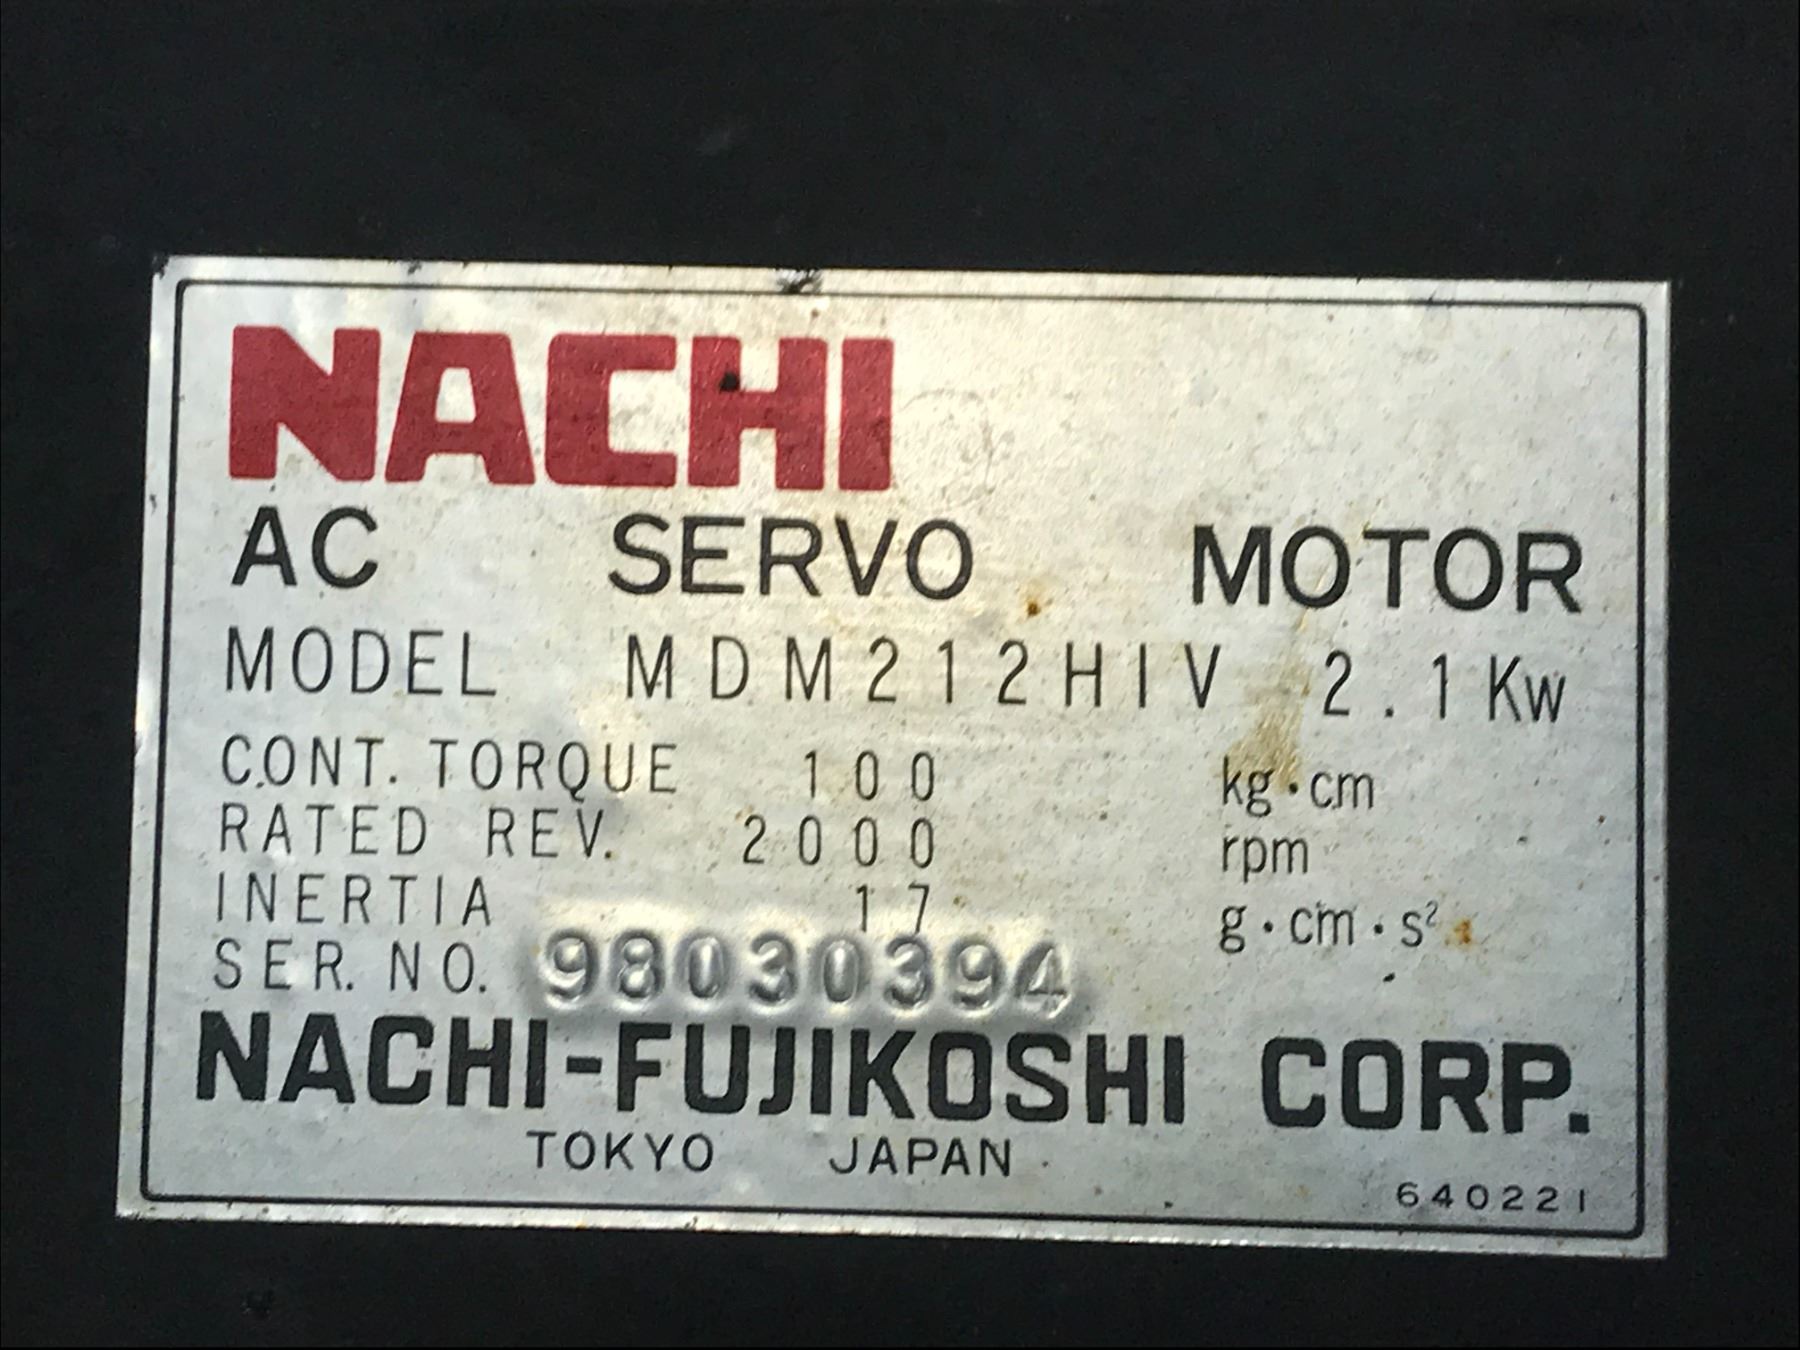 NACHI
AC SERVO MOTOR
MODEL MDM212HIV 2.1Kw
CONT. TORQUE 100 kg·cm
RATED REV. 2000 rpm
INERTIA 17 g·cm·s²
SER. NO. 98030394
NACHI-FUJIKOSHI CORP.
TOKYO JAPAN
640221